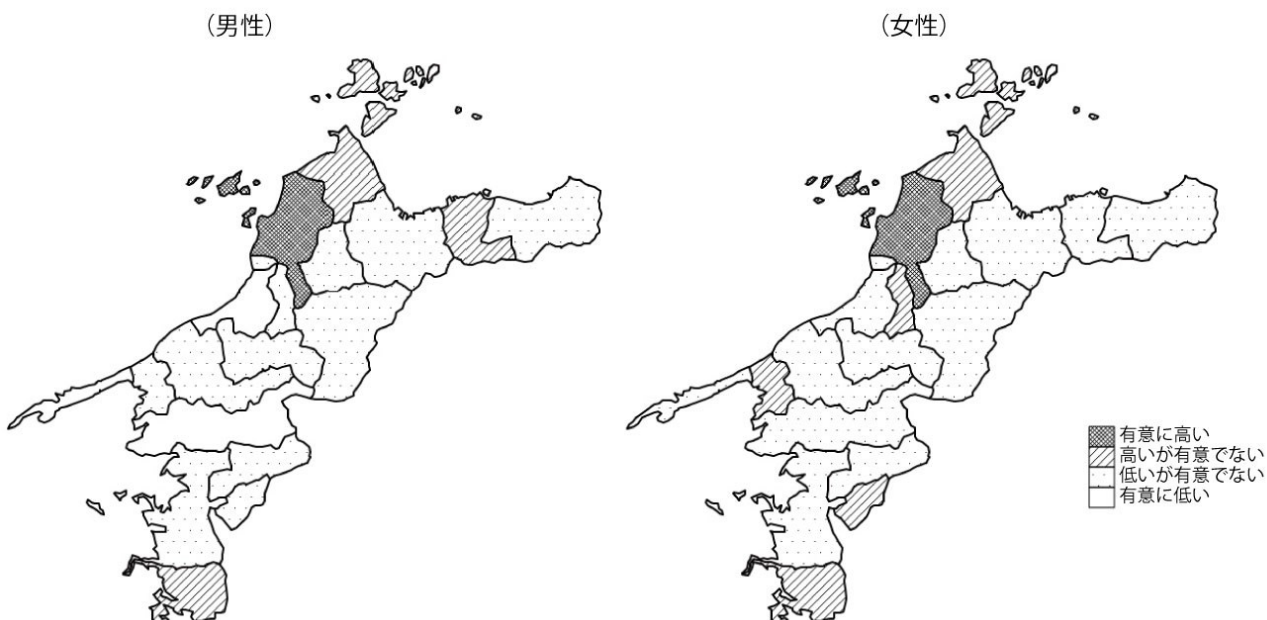 （男性）
（女性）
有意に高い
高いが有意でない
低いが有意でない
有意に低い